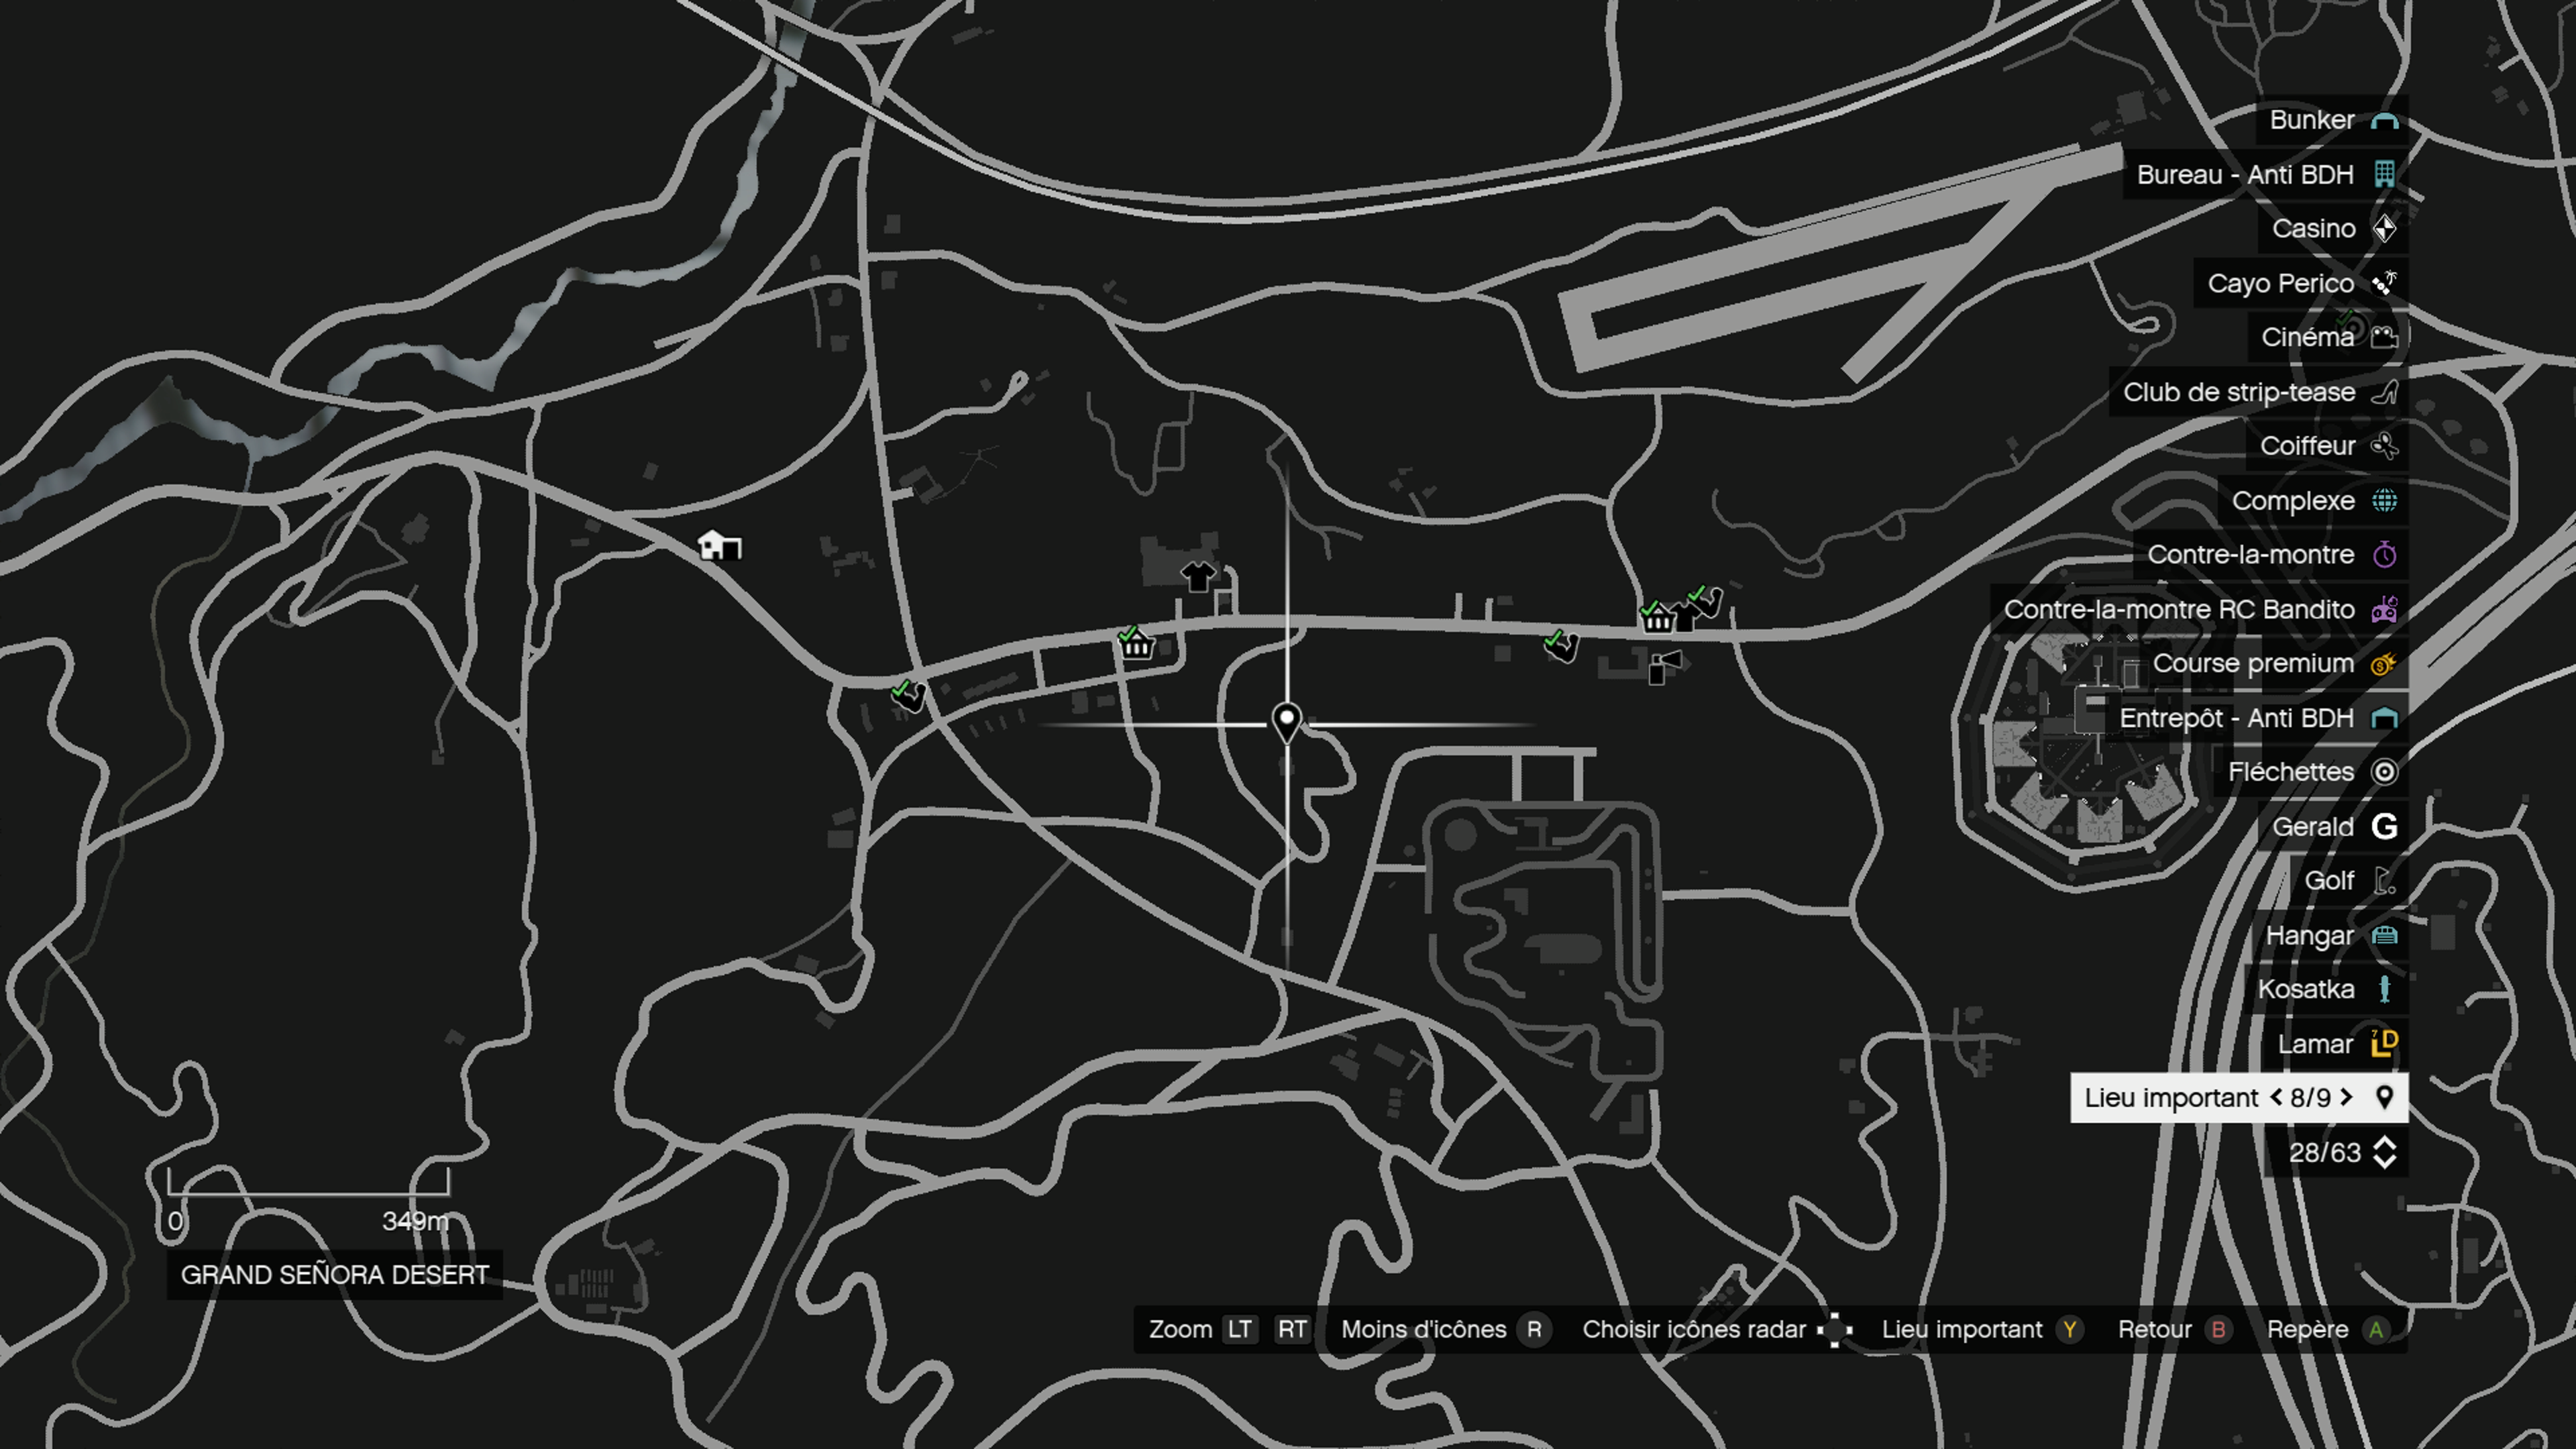 Bunker
Bureau - Anti BDH
Casino
Cayo Perico
Cinéma
Club de strip-tease
Coiffeur
Complexe
Contre-la-montre
Contre-la-montre RC Bandito
Course premium
Entrepôt - Anti BDH
Fléchettes
Gerald G
Golf
Hangar
Kosatka
Lamar LD
Lieu important < 8/9 >
28/63
0 349m
GRAND SEÑORA DESERT
Zoom LT RT Moins d'icônes R Choisir icônes radar Lieu important Y Retour B Repère A